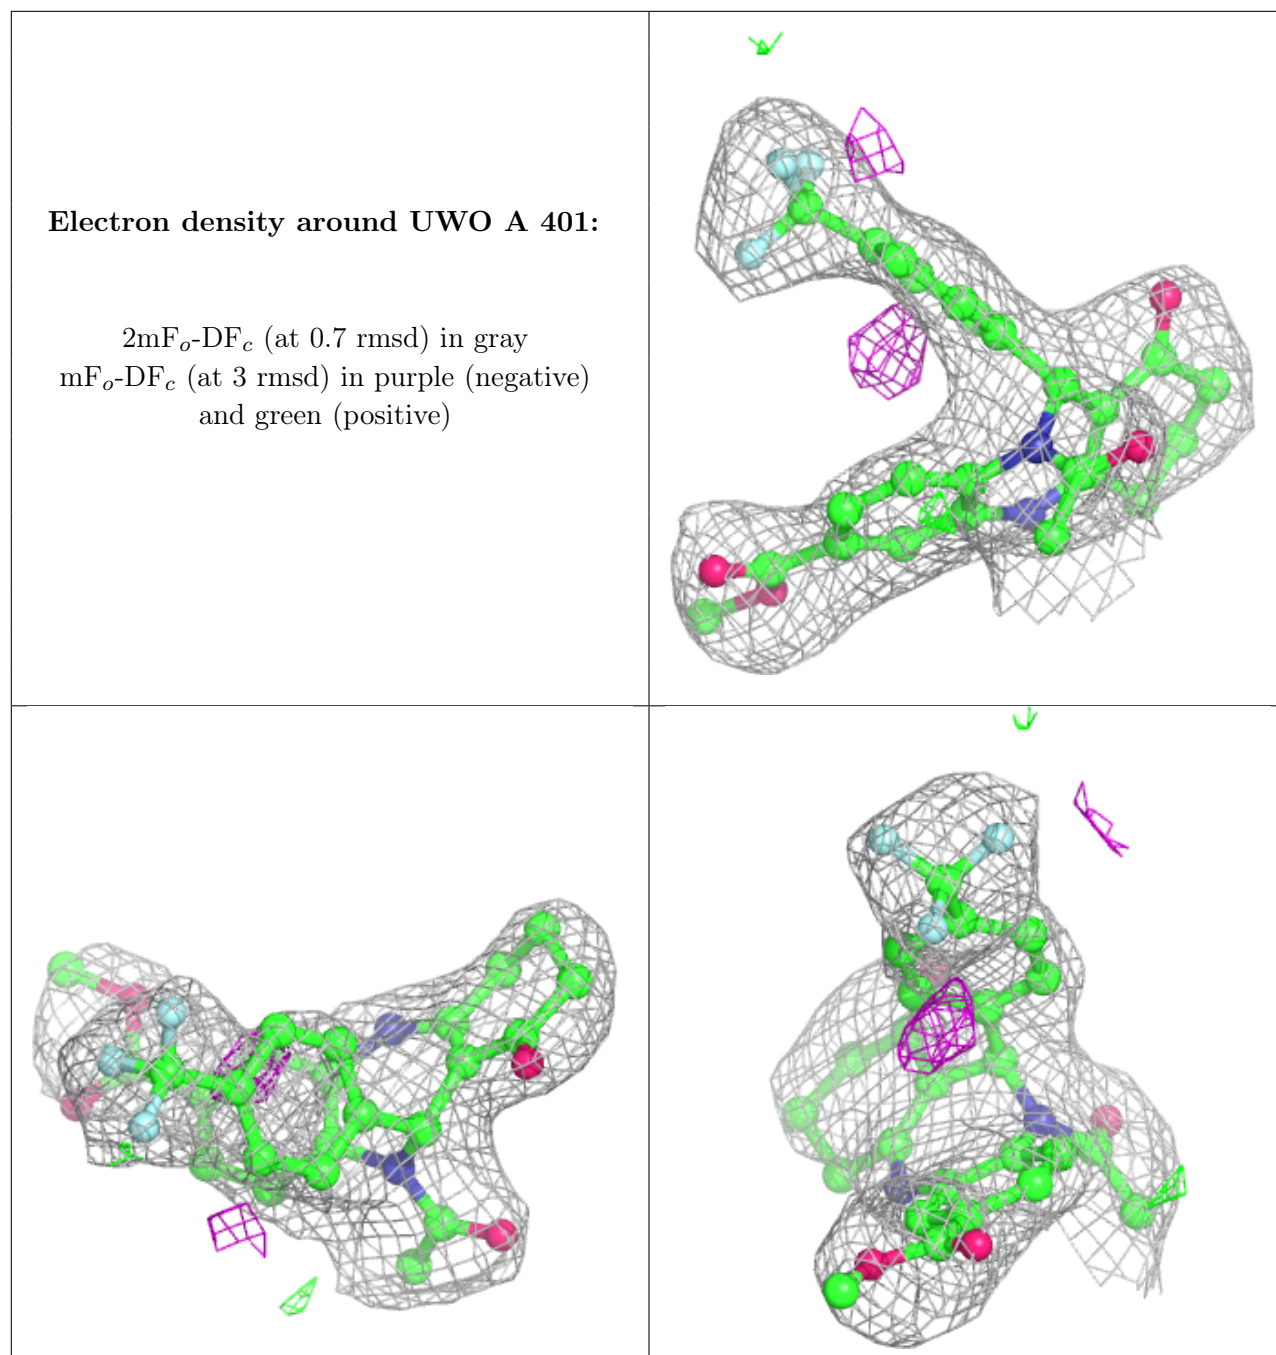 Electron density around UWO A 401:
2mFo-DFc (at 0.7 rmsd) in gray
mFo-DFc (at 3 rmsd) in purple (negative)
and green (positive)